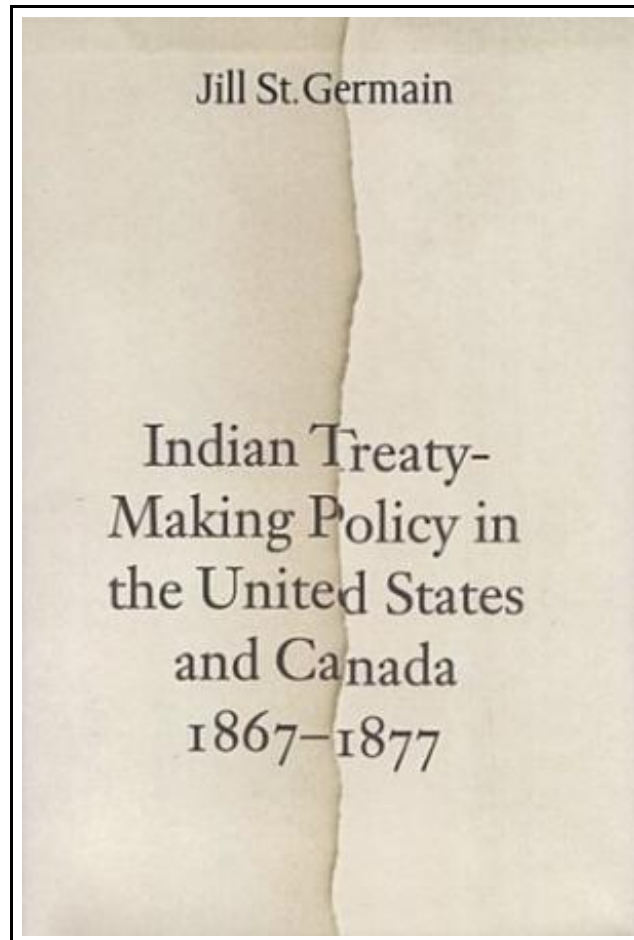 Jill St. Germain
Indian Treaty-
Making Policy in
the United States
and Canada
1867–1877